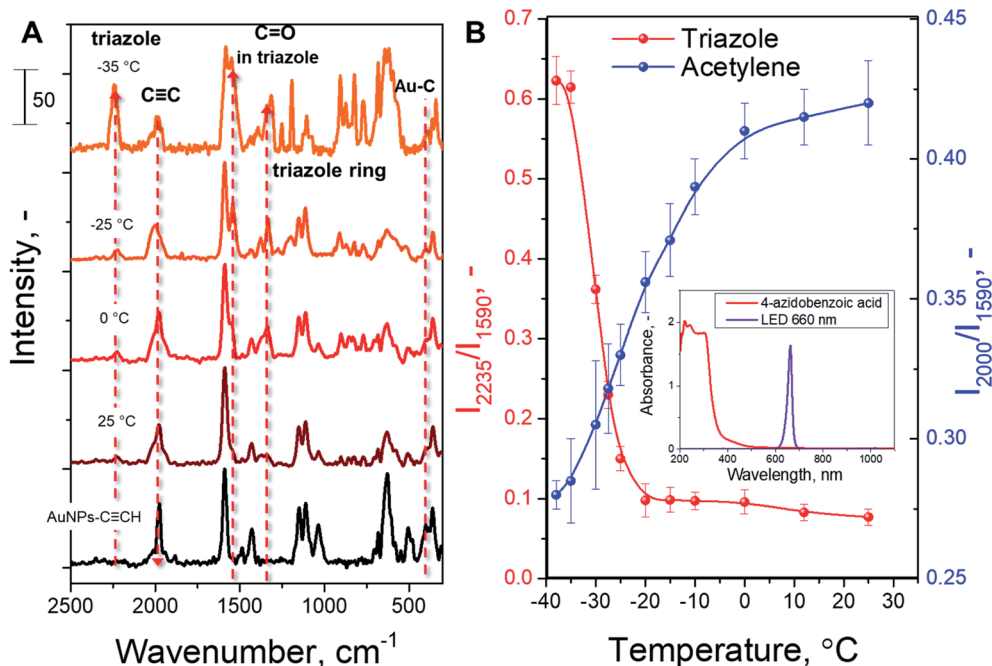 A
triazole
C=O
in triazole
-35 °C
50
C≡C
Au-C
triazole ring
-25 °C
0 °C
25 °C
AuNPs-C≡CH
Intensity, -
2500 2000 1500 1000 500
Wavenumber, cm-1
B
0.7
0.6
0.5
0.4
0.3
0.2
0.1
0.0
I2235/I1590, -
Triazole
Acetylene
0.45
0.40
0.35
0.30
0.25
I2000/I1590, -
4-azidobenzoic acid
LED 660 nm
2
1
0
Absorbance, -
200 400 600 800 1000
Wavelength, nm
-40 -30 -20 -10 0 10 20 30
Temperature, °C